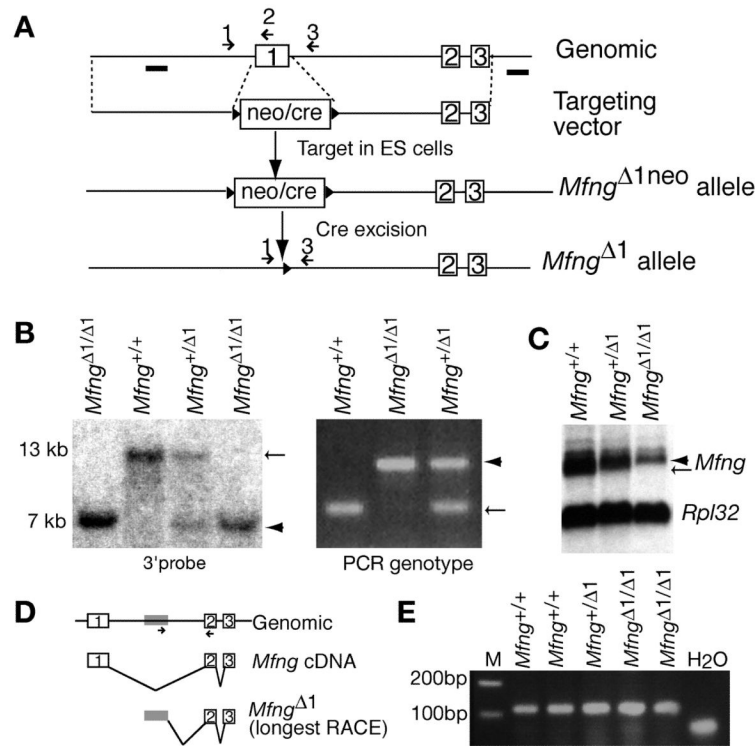 A
1
2
3
1
2
3
Genomic
neo/cre
2
3
Targeting
vector
Target in ES cells
neo/cre
2
3
Mfng Δ1neo allele
Cre excision
1
3
2
3
Mfng Δ1 allele
B
Mfng Δ1/Δ1
Mfng +/+
Mfng +/Δ1
Mfng Δ1/Δ1
13 kb
7 kb
3'probe
Mfng +/+
Mfng Δ1/Δ1
Mfng +/Δ1
PCR genotype
C
Mfng +/+
Mfng +/Δ1
Mfng Δ1/Δ1
Mfng
Rpl32
D
1
2
3
Genomic
1
2
3
Mfng cDNA
2
3
Mfng Δ1
(longest RACE)
E
M
Mfng +/+
Mfng +/+
Mfng +/Δ1
Mfng Δ1/Δ1
Mfng Δ1/Δ1
H2O
200bp
100bp